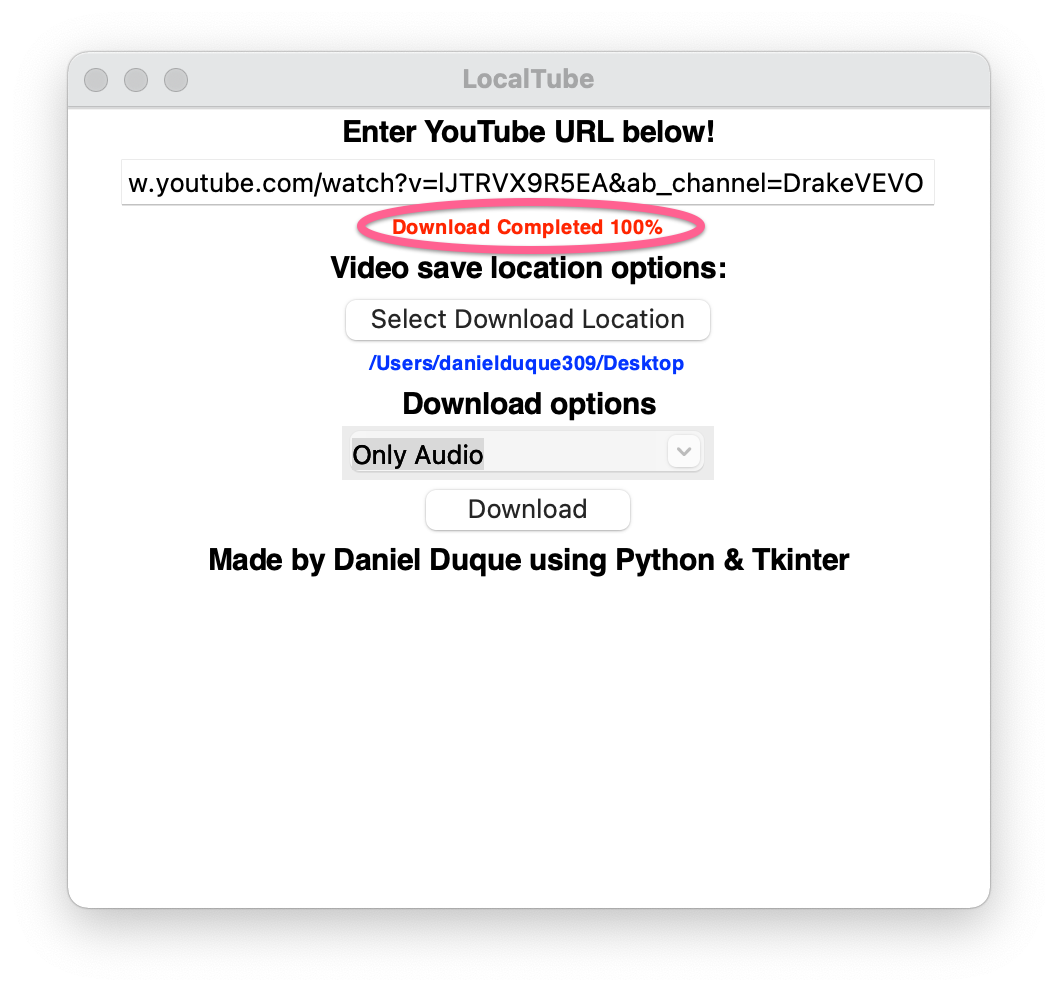 LocalTube
Enter YouTube URL below!
w.youtube.com/watch?v=lJTRVX9R5EA&ab_channel=DrakeVEVO
Download Completed 100%
Video save location options:
Select Download Location
/Users/danielduque309/Desktop
Download options
Only Audio
Download
Made by Daniel Duque using Python & Tkinter